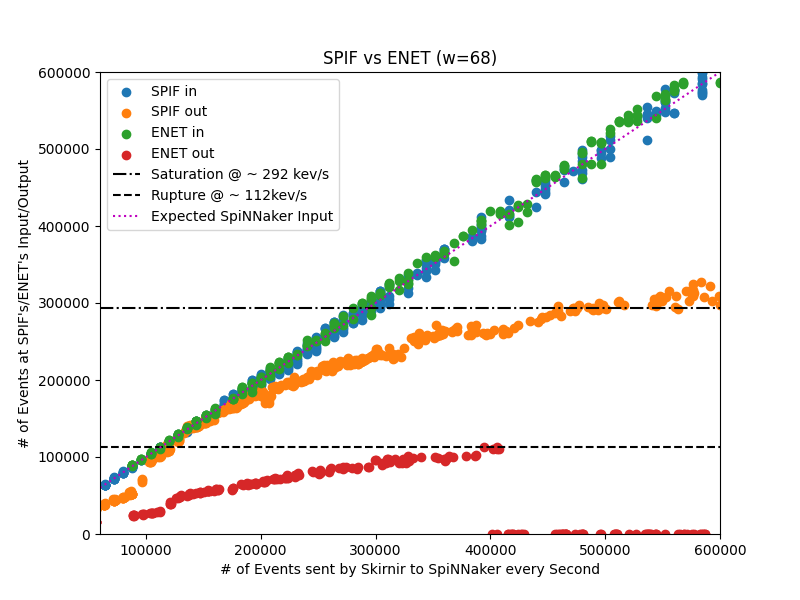 SPIF vs ENET (w=68)
600000
500000
400000
300000
200000
100000
0
# of Events at SPIF's/ENET's Input/Output
SPIF in
SPIF out
ENET in
ENET out
Saturation @ ~ 292 kev/s
Rupture @ ~ 112kev/s
Expected SpiNNaker Input
100000 200000 300000 400000 500000 600000
# of Events sent by Skirnir to SpiNNaker every Second